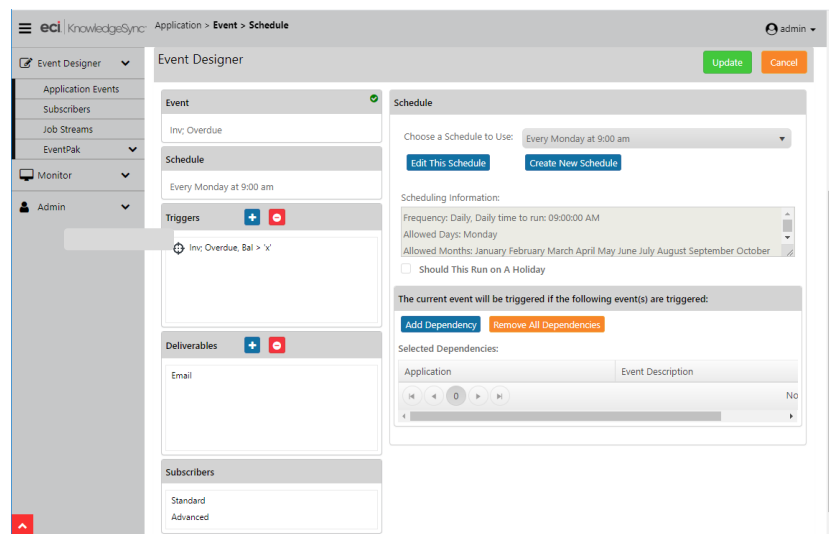 eci KnowledgeSync
Application > Event > Schedule
admin
Event Designer
Application Events
Subscribers
Job Streams
EventPak
Monitor
Admin
Event Designer
Update
Cancel
Event
Inv; Overdue
Schedule
Every Monday at 9:00 am
Triggers
Inv; Overdue, Bal > 'x'
Deliverables
Email
Subscribers
Standard
Advanced
Schedule
Choose a Schedule to Use:
Every Monday at 9:00 am
Edit This Schedule
Create New Schedule
Scheduling Information:
Frequency: Daily, Daily time to run: 09:00:00 AM
Allowed Days: Monday
Allowed Months: January February March April May June July August September October
Should This Run on A Holiday
The current event will be triggered if the following event(s) are triggered:
Add Dependency
Remove All Dependencies
Selected Dependencies:
Application
Event Description
0
No